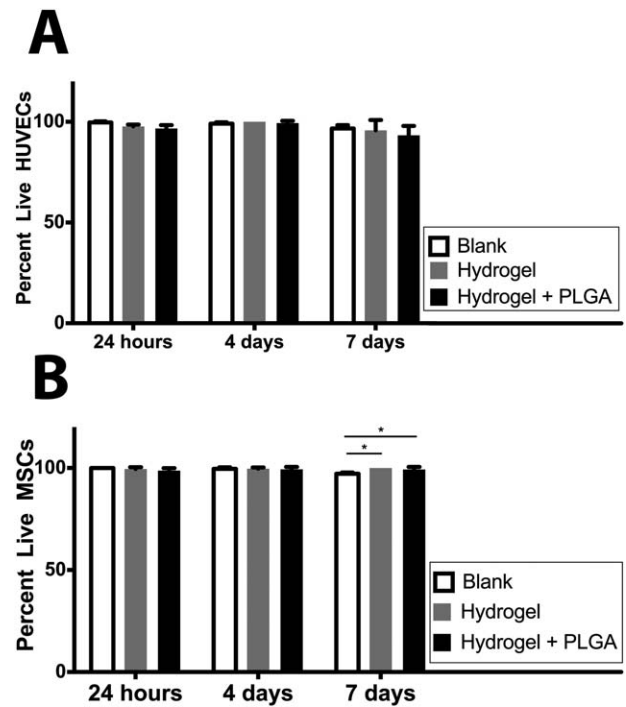 A
Percent Live HUVECs
100
50
0
24 hours
4 days
7 days
Blank
Hydrogel
Hydrogel + PLGA
B
Percent Live MSCs
100
50
0
*
*
24 hours
4 days
7 days
Blank
Hydrogel
Hydrogel + PLGA